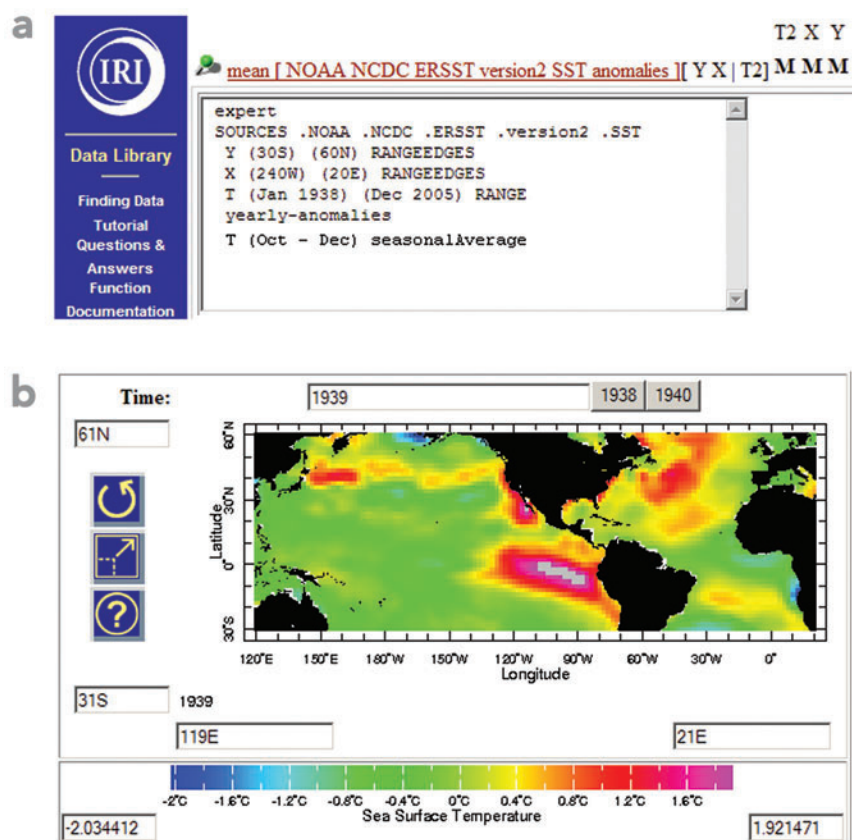 a
IRI
Data Library
Finding Data
Tutorial
Questions &
Answers
Function
Documentation
T2 X Y
mean [ NOAA NCDC ERSST version2 SST anomalies ][ Y X | T2] M M M
expert
SOURCES .NOAA .NCDC .ERSST .version2 .SST
Y (30S) (60N) RANGEEDGES
X (240W) (20E) RANGEEDGES
T (Jan 1938) (Dec 2005) RANGE
yearly-anomalies
T (Oct - Dec) seasonalAverage
b
Time:
1939
1938
1940
61N
?
Latitude
60°N
30°N
0°
30°S
120°E 150°E 180°W 150°W 120°W 90°W 60°W 30°W 0°
Longitude
31S
1939
119E
21E
-2°C -1.6°C -1.2°C -0.8°C -0.4°C 0°C 0.4°C 0.8°C 1.2°C 1.6°C
Sea Surface Temperature
-2.034412
1.921471